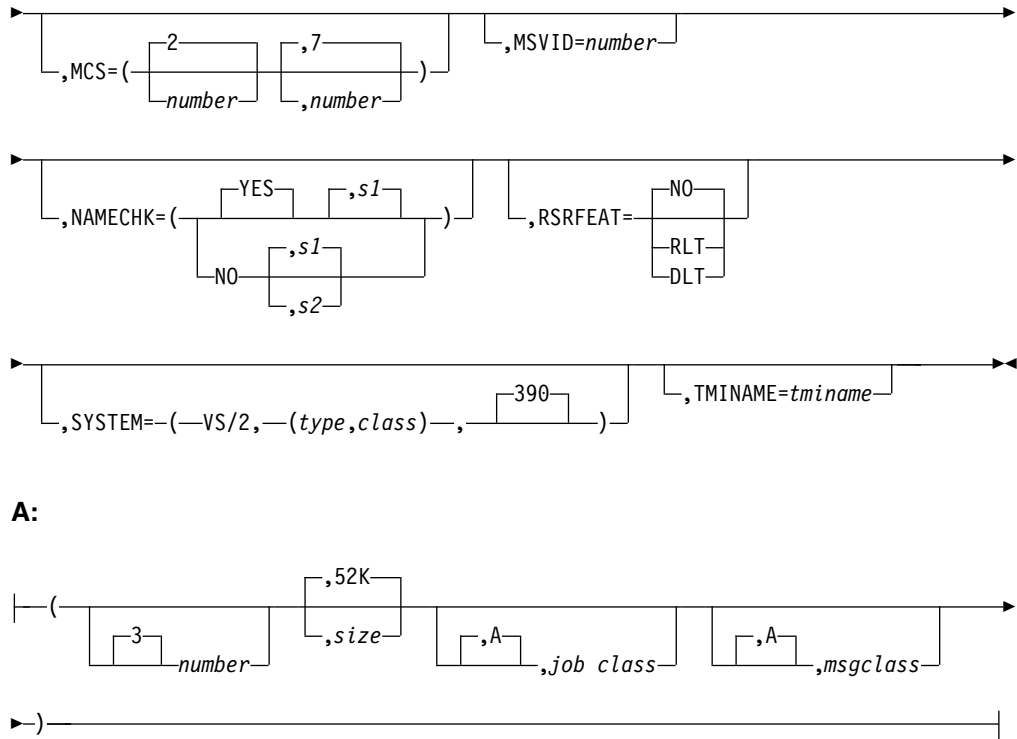 2 ,7 ,MSVID=number
,MCS=( )
number ,number
YES ,s1 NO
,NAMECHK=( ) ,RSRFEAT=
,s1 RLT
NO DLT
,s2
390 ,TMINAME=tminame
,SYSTEM=(VS/2,(type,class), )
A:
,52K
(
3 ,size ,A ,A
number ,job class ,msgclass
)